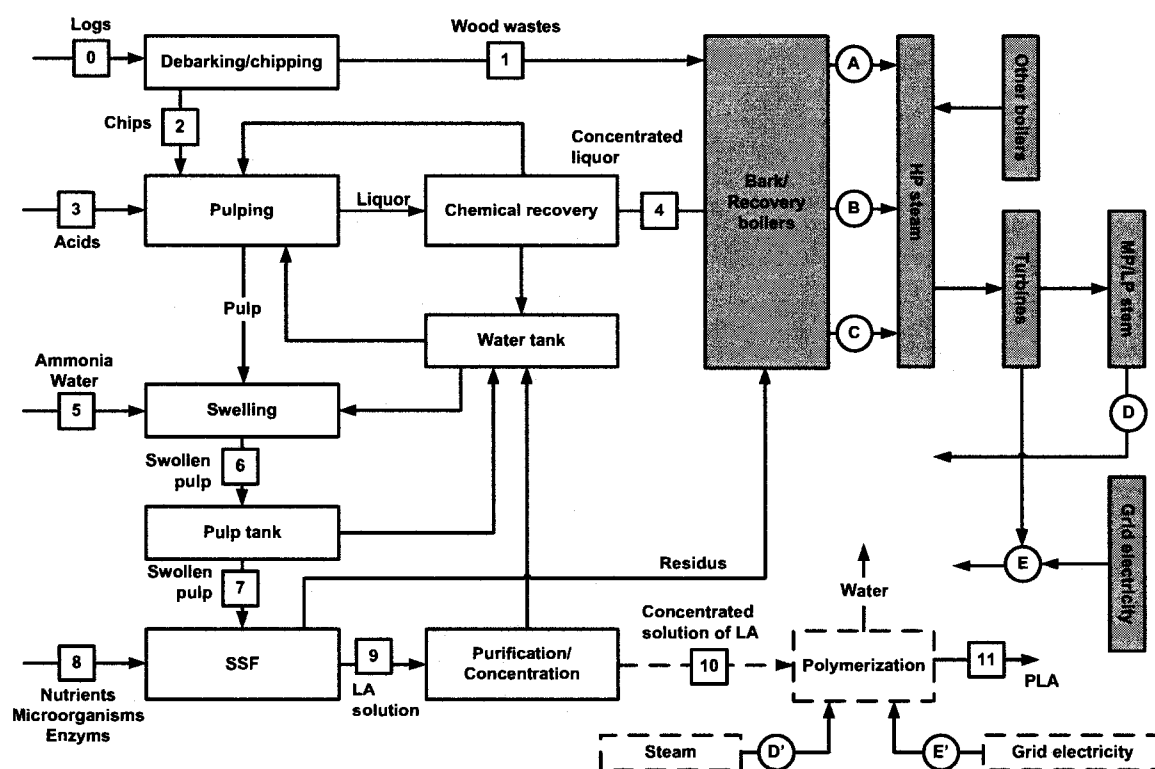 Logs
0
Debarking/chipping
Wood wastes
1
A
HP steam
Other boilers
Chips
2
Concentrated
liquor
3
Acids
Pulping
Liquor
Chemical recovery
4
Bark/
Recovery
boilers
B
Pulp
Water tank
C
Turbines
MP/LP stam
Ammonia
Water
5
Swelling
D
Swollen
pulp
6
Pulp tank
Grid electricity
Swollen
pulp
7
Residus
E
Water
8
Nutrients
Microorganisms
Enzyms
SSF
9
LA
solution
Purification/
Concentration
Concentrated
solution of LA
10
Polymerization
11
PLA
Steam
D'
E'
Grid electricity